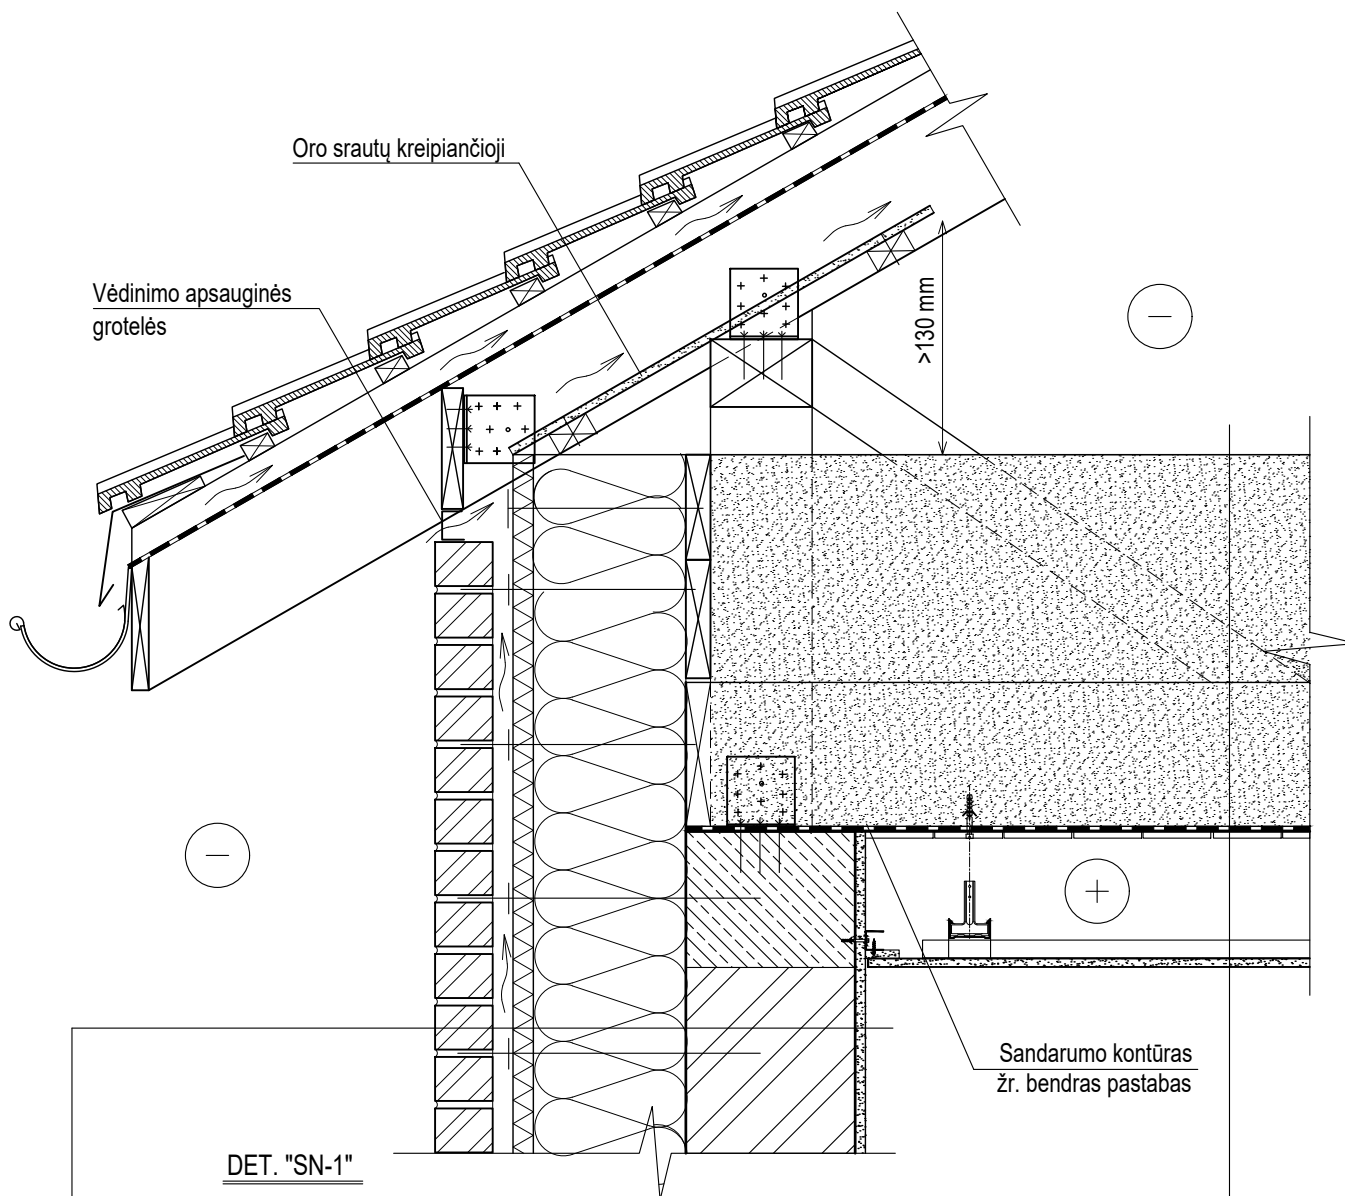 Oro srautų kreipiančioji
Vėdinimo apsauginės
grotelės
>130 mm
Sandarumo kontūras
žr. bendras pastabas
DET. "SN-1"